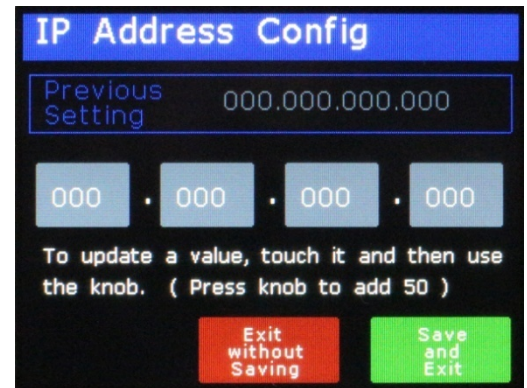 IP Address Config
Previous
Setting
000.000.000.000
000 . 000 . 000 . 000
To update a value, touch it and then use
the knob. ( Press knob to add 50 )
Exit
without
Saving
Save
and
Exit